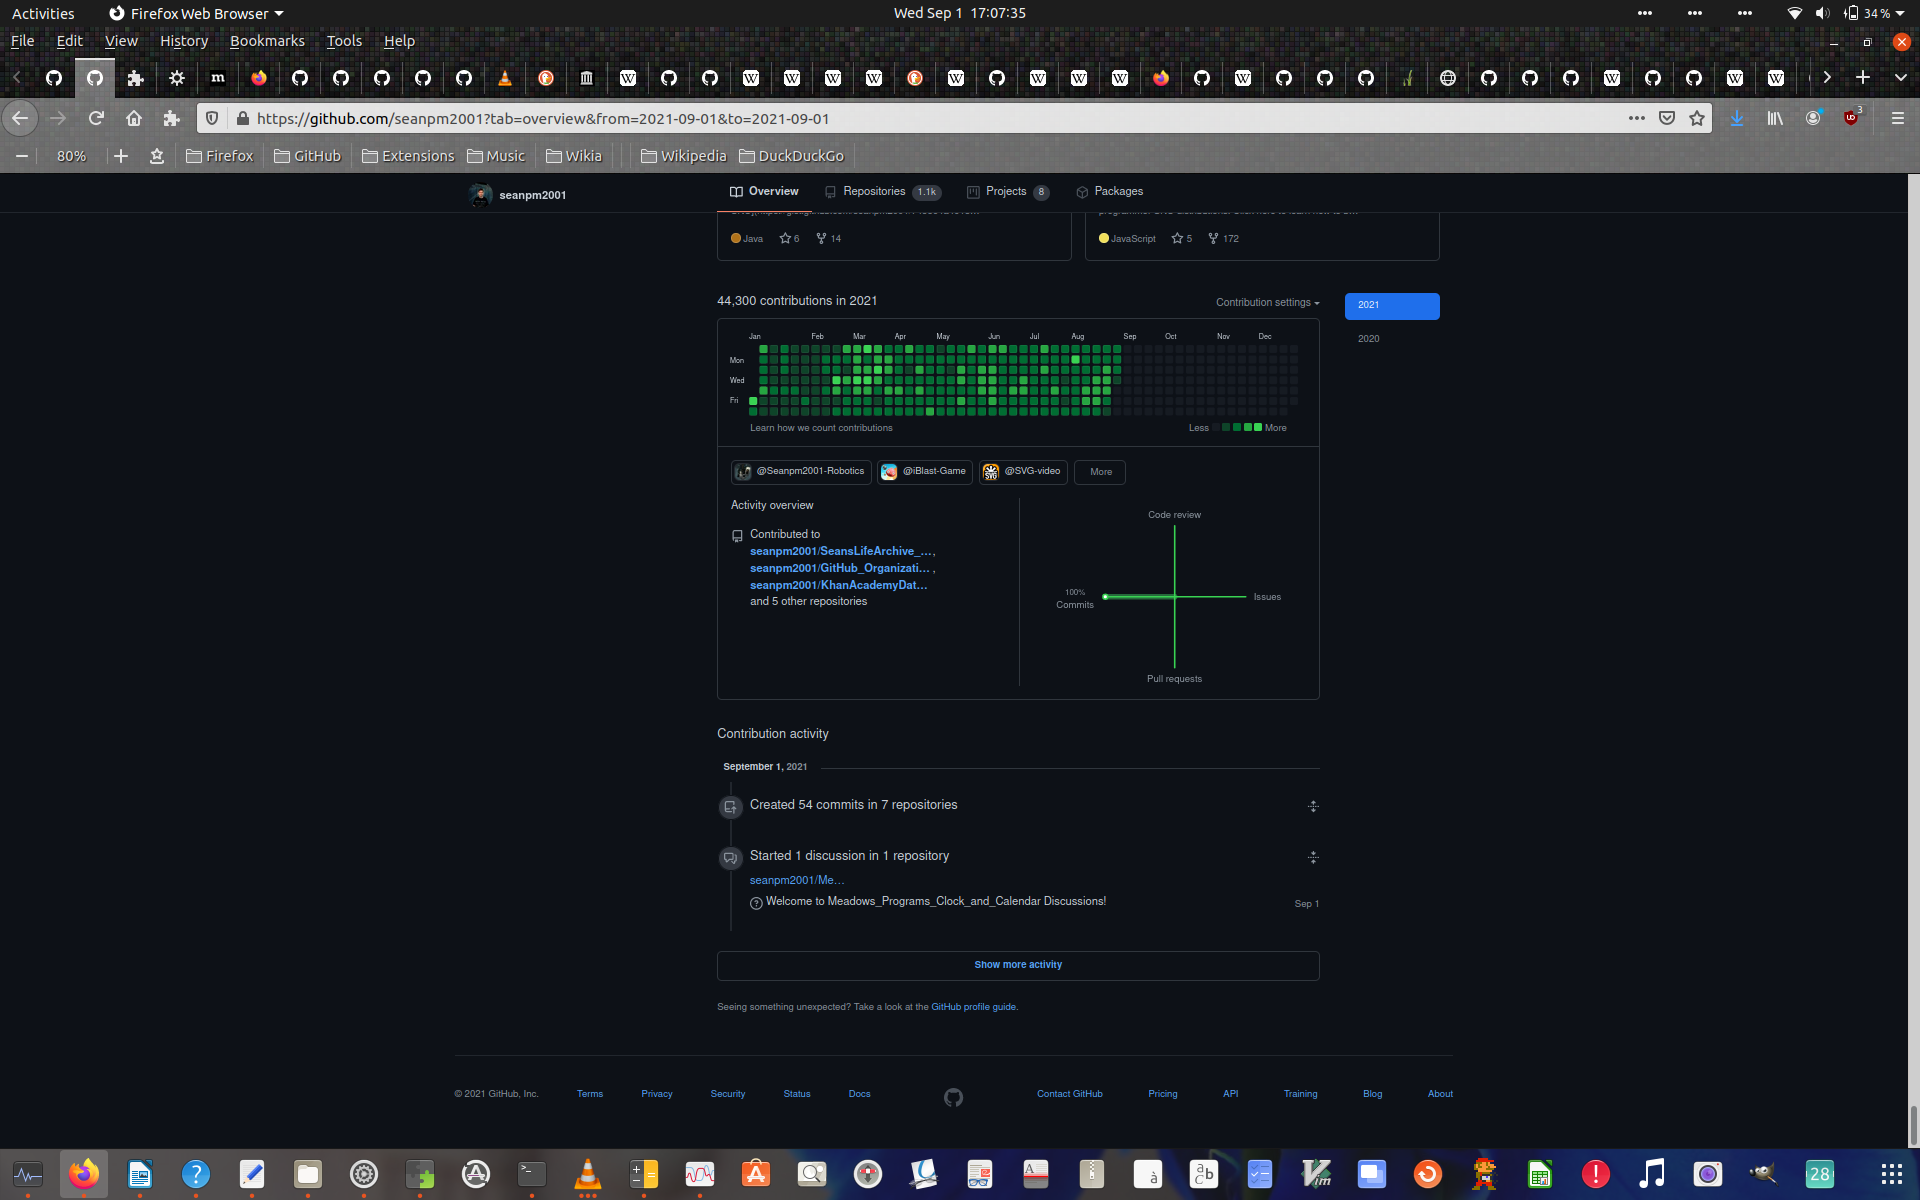 Activities Firefox Web Browser Wed Sep 1 17:07:35 34 %
File Edit View History Bookmarks Tools Help
https://github.com/seanpm2001?tab=overview&from=2021-09-01&to=2021-09-01 3
80% Firefox GitHub Extensions Music Wikia Wikipedia DuckDuckGo
seanpm2001 Overview Repositories 1.1k Projects 8 Packages
Java 6 14 JavaScript 5 172
44,300 contributions in 2021 Contribution settings 2021
2020
Jan Feb Mar Apr May Jun Jul Aug Sep Oct Nov Dec
Mon
Wed
Fri
Learn how we count contributions Less More
@Seanpm2001-Robotics @iBlast-Game @SVG-video More
Activity overview
Contributed to
seanpm2001/SeansLifeArchive_…,
seanpm2001/GitHub_Organizati… ,
seanpm2001/KhanAcademyDat…
and 5 other repositories
Code review
100%
Commits
Issues
Pull requests
Contribution activity
September 1, 2021
Created 54 commits in 7 repositories
Started 1 discussion in 1 repository
seanpm2001/Me…
Welcome to Meadows_Programs_Clock_and_Calendar Discussions! Sep 1
Show more activity
Seeing something unexpected? Take a look at the GitHub profile guide.
© 2021 GitHub, Inc. Terms Privacy Security Status Docs Contact GitHub Pricing API Training Blog About
28